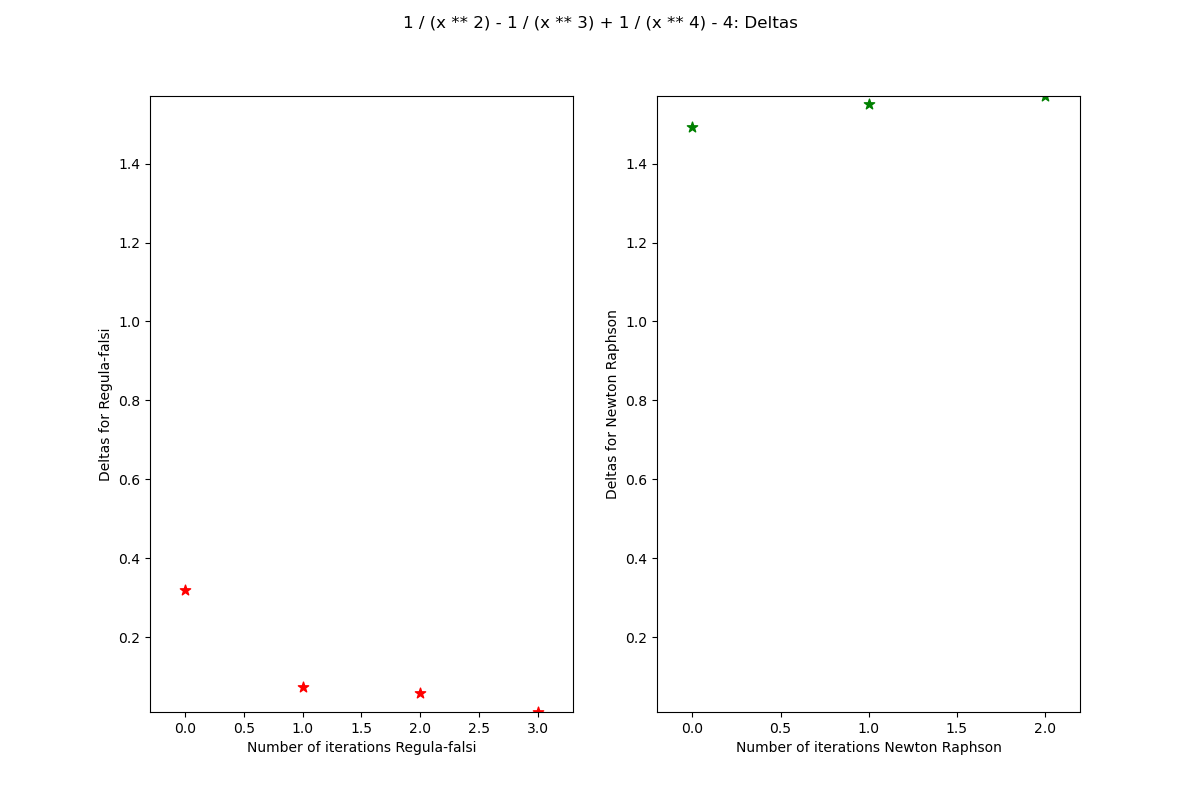 1 / (x ** 2) - 1 / (x ** 3) + 1 / (x ** 4) - 4: Deltas
Deltas for Regula-falsi
1.4
1.2
1.0
0.8
0.6
0.4
0.2
0.0 0.5 1.0 1.5 2.0 2.5 3.0
Number of iterations Regula-falsi
Deltas for Newton Raphson
1.4
1.2
1.0
0.8
0.6
0.4
0.2
0.0 0.5 1.0 1.5 2.0
Number of iterations Newton Raphson